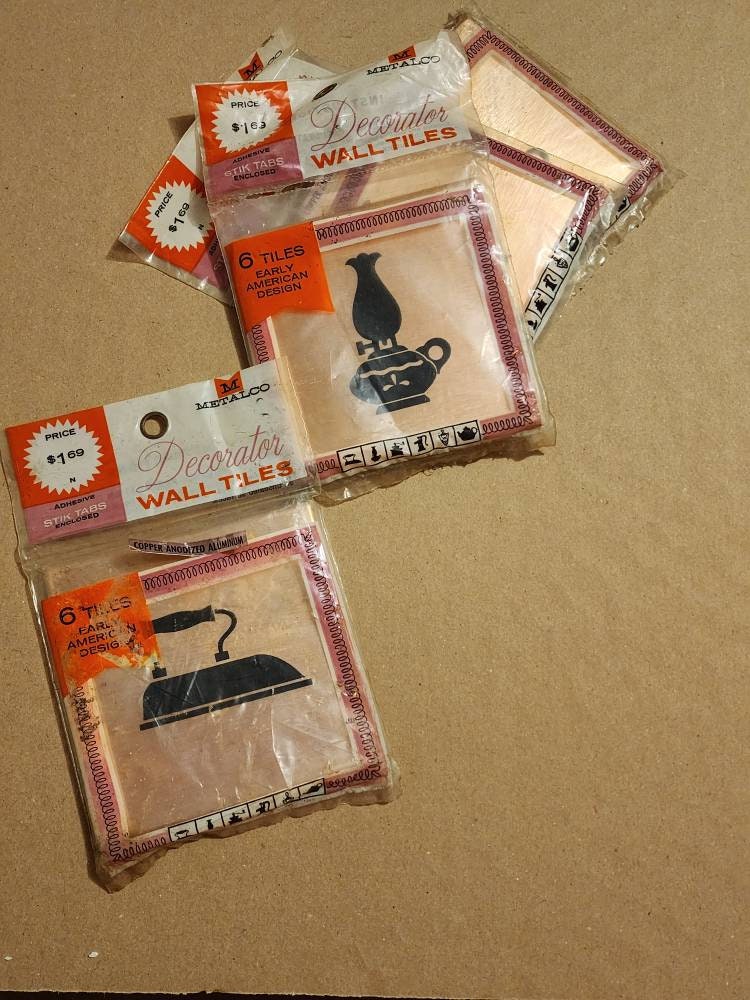 M
METALCO
PRICE
$1.69
ADHESIVE
STIK TABS
ENCLOSED
Decorator
WALL TILES
6 TILES
EARLY
AMERICAN
DESIGN
M
PRICE
$1.69
N
M
METALCO
PRICE
$1.69
N
ADHESIVE
STIK TABS
ENCLOSED
Decorator
WALL TILES
COPPER ANODIZED ALUMINUM
6 TILES
EARLY
AMERICAN
DESIGN